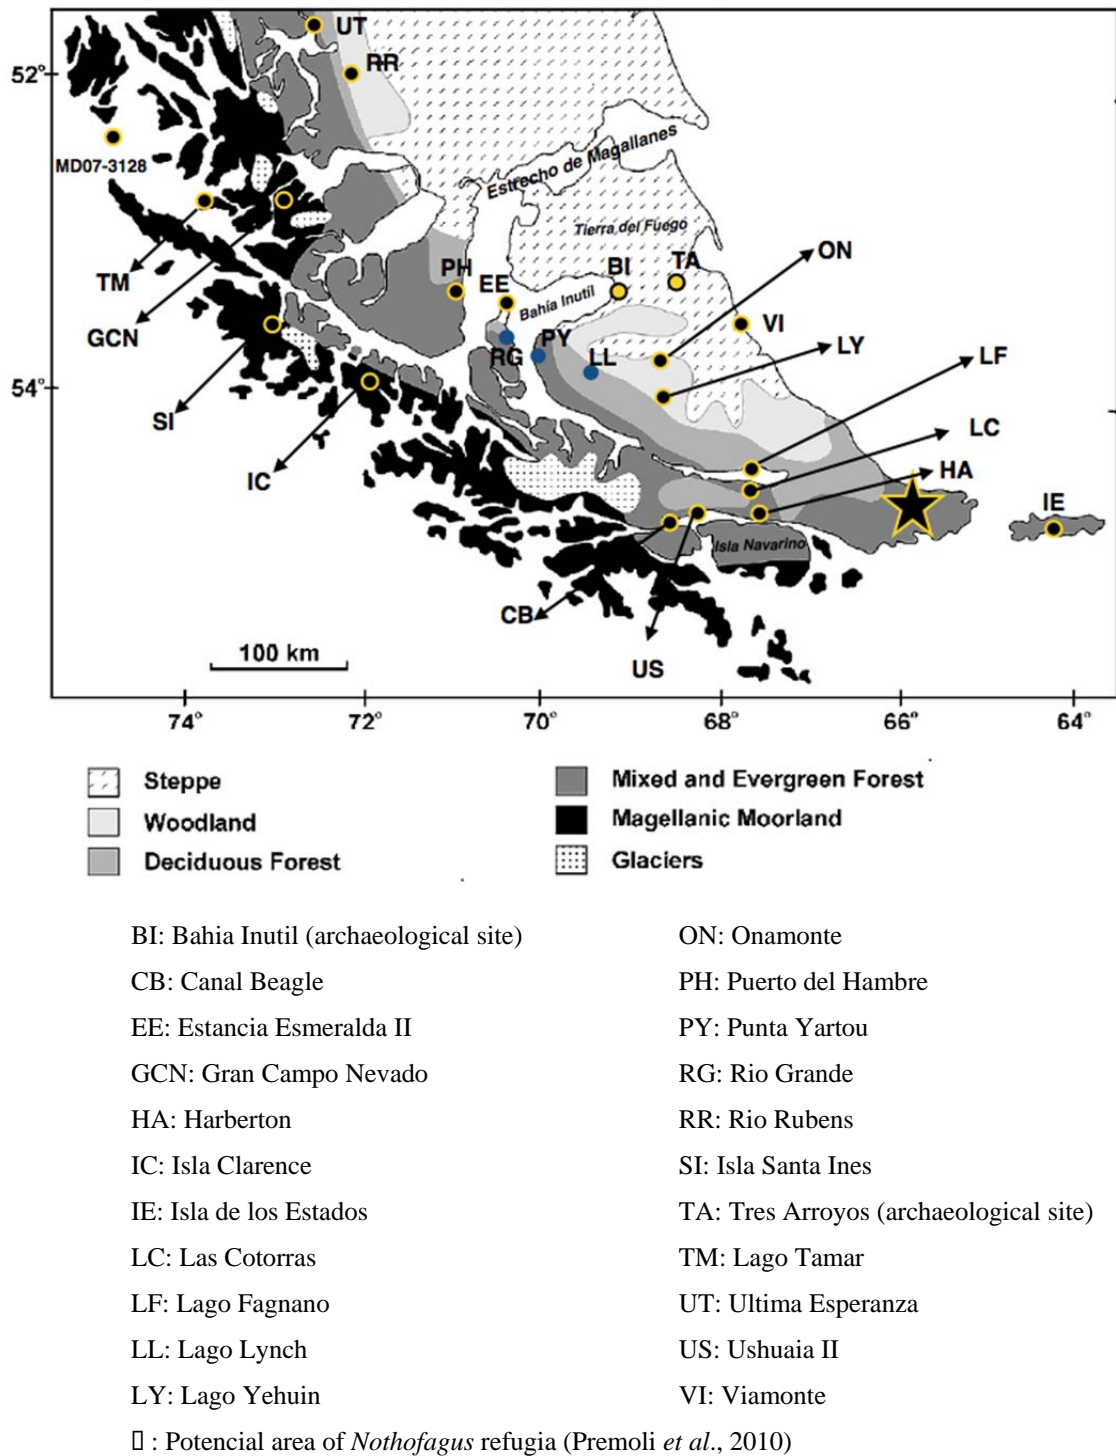 UT
52°
RR
MD07-3128
Estrecho de Magallanes
Tierra del Fuego
ON
TM
PH
EE
BI
TA
Bahía Inutíl
GCN
VI
RG
PY
LL
LY
LF
54°
SI
LC
IC
HA
IE
Isla Navarino
CB
US
100 km
74°
72°
70°
68°
66°
64°
Steppe
Mixed and Evergreen Forest
Woodland
Magellanic Moorland
Deciduous Forest
Glaciers
BI: Bahia Inutil (archaeological site)
CB: Canal Beagle
EE: Estancia Esmeralda II
GCN: Gran Campo Nevado
HA: Harberton
IC: Isla Clarence
IE: Isla de los Estados
LC: Las Cotorras
LF: Lago Fagnano
LL: Lago Lynch
LY: Lago Yehuin
ON: Onamonte
PH: Puerto del Hambre
PY: Punta Yartou
RG: Rio Grande
RR: Rio Rubens
SI: Isla Santa Ines
TA: Tres Arroyos (archaeological site)
TM: Lago Tamar
UT: Ultima Esperanza
US: Ushuaia II
VI: Viamonte
▯ : Potencial area of Nothofagus refugia (Premoli et al., 2010)